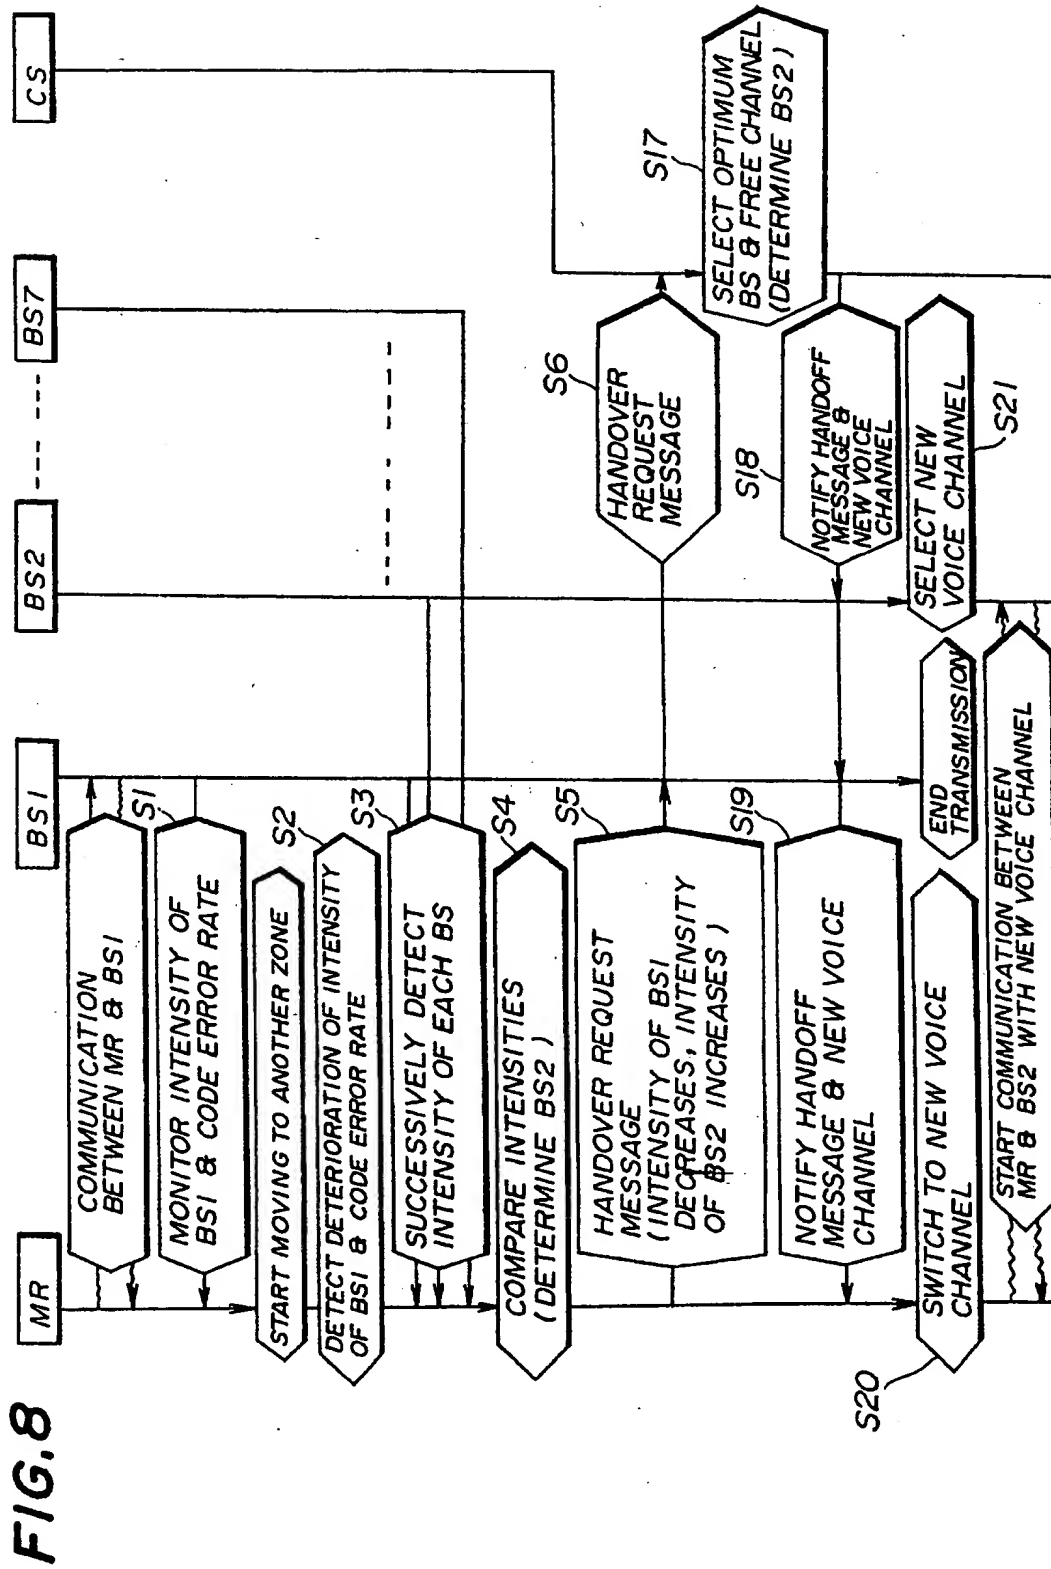 FIG.8
MR
BS1
BS2
BS7
CS
COMMUNICATION
BETWEEN MR & BS1
S1
MONITOR INTENSITY OF
BS1 & CODE ERROR RATE
START MOVING TO ANOTHER ZONE
S2
DETECT DETERIORATION OF INTENSITY
OF BS1 & CODE ERROR RATE
S3
SUCCESSIVELY DETECT
INTENSITY OF EACH BS
S4
COMPARE INTENSITIES
(DETERMINE BS2)
S5
HANDOVER REQUEST
MESSAGE
(INTENSITY OF BS1
DECREASES, INTENSITY
OF BS2 INCREASES)
S6
HANDOVER
REQUEST
MESSAGE
S17
SELECT OPTIMUM
BS & FREE CHANNEL
(DETERMINE BS2)
S18
NOTIFY HANDOFF
MESSAGE &
NEW VOICE
CHANNEL
S19
NOTIFY HANDOFF
MESSAGE & NEW VOICE
CHANNEL
S20
SWITCH TO NEW VOICE
CHANNEL
END
TRANSMISSION
SELECT NEW
VOICE CHANNEL
S21
START COMMUNICATION BETWEEN
MR & BS2 WITH NEW VOICE CHANNEL